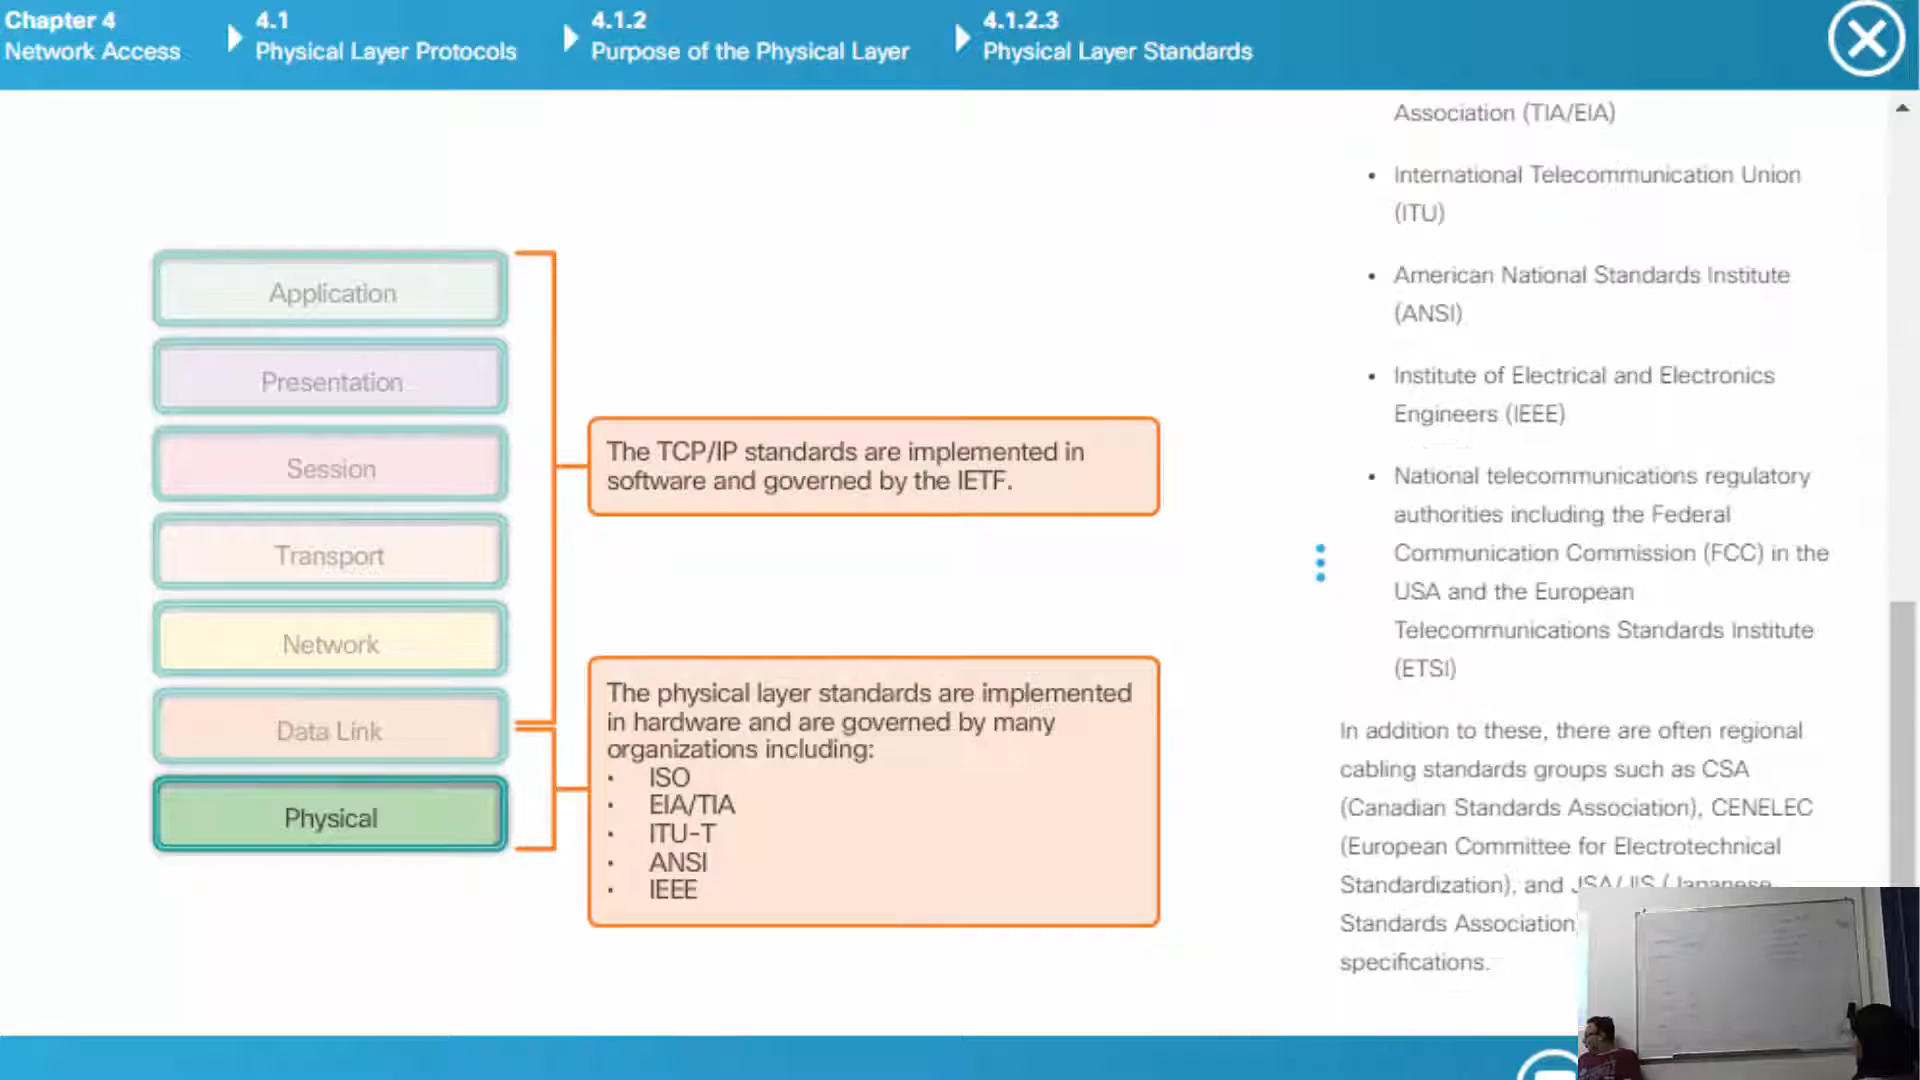 Chapter 4
Network Access
4.1
Physical Layer Protocols
4.1.2
Purpose of the Physical Layer
4.1.2.3
Physical Layer Standards
Application
Presentation
Session
Transport
Network
Data Link
Physical
The TCP/IP standards are implemented in
software and governed by the IETF.
The physical layer standards are implemented
in hardware and are governed by many
organizations including:
• ISO
• EIA/TIA
• ITU-T
• ANSI
• IEEE
Association (TIA/EIA)
• International Telecommunication Union
(ITU)
• American National Standards Institute
(ANSI)
• Institute of Electrical and Electronics
Engineers (IEEE)
• National telecommunications regulatory
authorities including the Federal
Communication Commission (FCC) in the
USA and the European
Telecommunications Standards Institute
(ETSI)
In addition to these, there are often regional
cabling standards groups such as CSA
(Canadian Standards Association), CENELEC
(European Committee for Electrotechnical
Standardization), and JSA/JIS (Japanese
Standards Association
specifications.